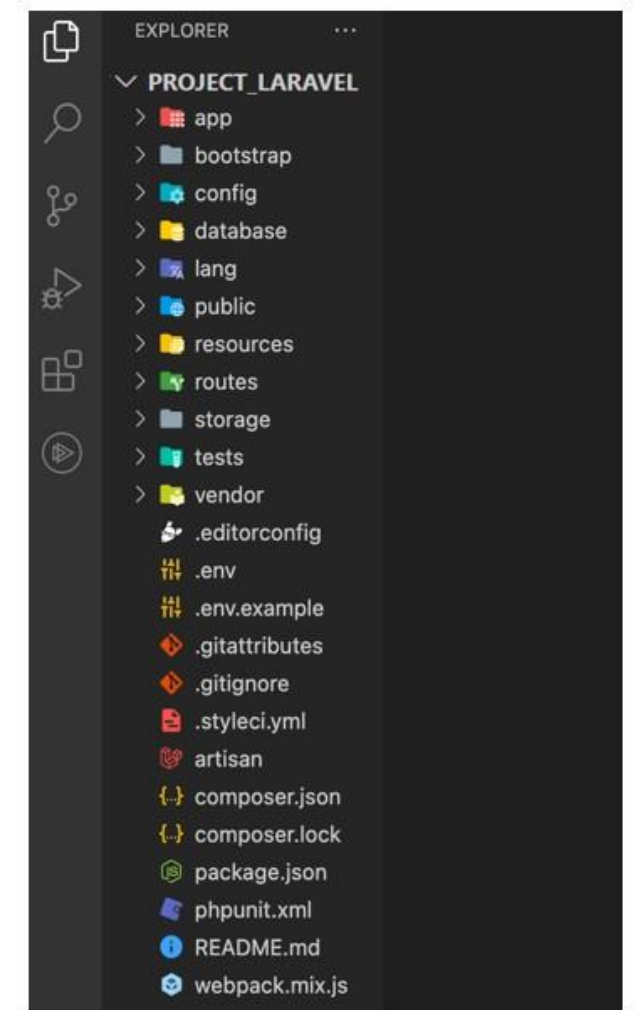 EXPLORER ...
PROJECT_LARAVEL
app
bootstrap
config
database
lang
public
resources
routes
storage
tests
vendor
.editorconfig
.env
.env.example
.gitattributes
.gitignore
.styleci.yml
artisan
composer.json
composer.lock
package.json
phpunit.xml
README.md
webpack.mix.js